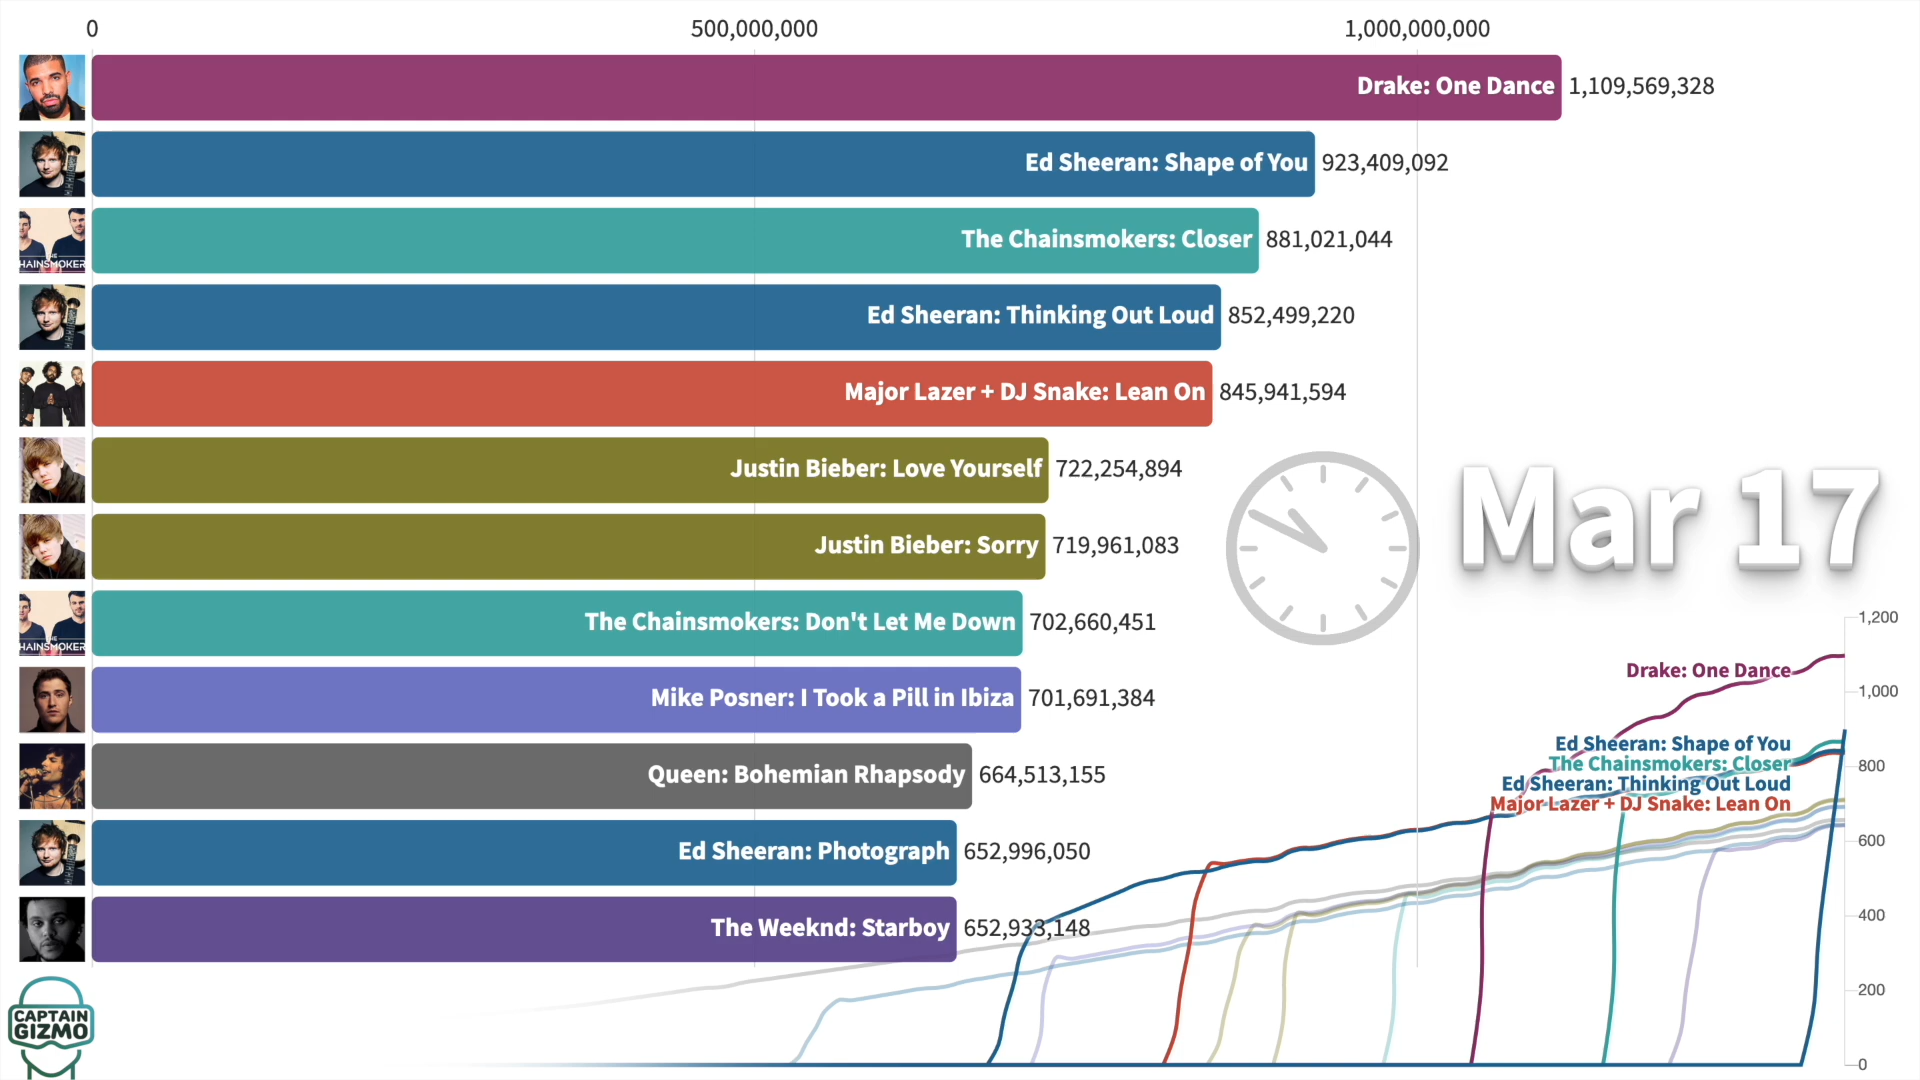 0 500,000,000 1,000,000,000
Drake: One Dance 1,109,569,328
Ed Sheeran: Shape of You 923,409,092
The Chainsmokers: Closer 881,021,044
THE
HAINSMOKER
Ed Sheeran: Thinking Out Loud 852,499,220
Major Lazer + DJ Snake: Lean On 845,941,594
Justin Bieber: Love Yourself 722,254,894
Justin Bieber: Sorry 719,961,083
Mar 17
The Chainsmokers: Don't Let Me Down 702,660,451
THE
HAINSMOKER
Mike Posner: I Took a Pill in Ibiza 701,691,384
Queen: Bohemian Rhapsody 664,513,155
Ed Sheeran: Photograph 652,996,050
The Weeknd: Starboy 652,933,148
1,200
Drake: One Dance
1,000
Ed Sheeran: Shape of You
The Chainsmokers: Closer
800
Ed Sheeran: Thinking Out Loud
Major Lazer + DJ Snake: Lean On
600
400
200
0
CAPTAIN
GIZMO